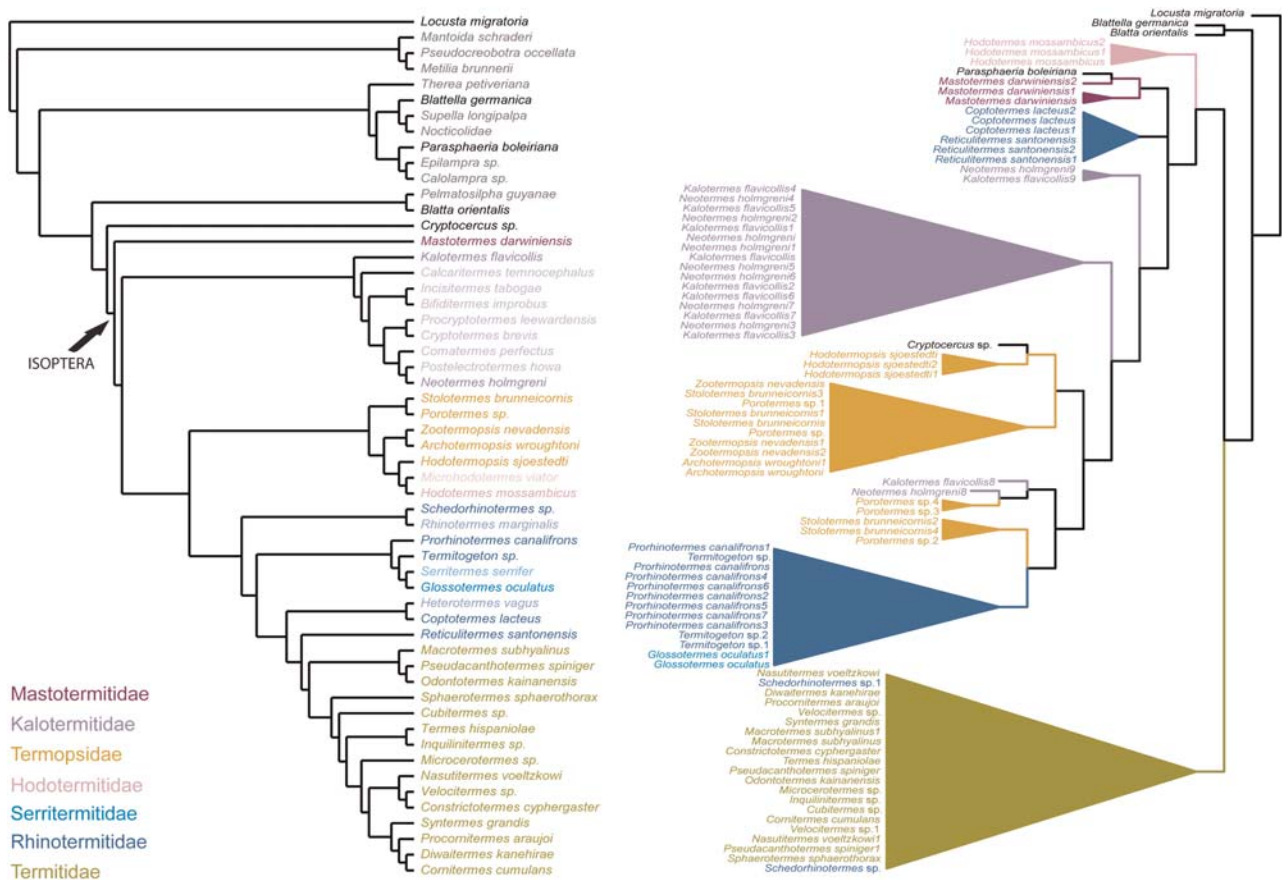 Locusta migratoria
Mantoida schraderi
Pseudocreobotra occellata
Metilia brunnerii
Therea petiveriana
Blattella germanica
Supella longipalpa
Nocticolidae
Parasphaeria boleiriana
Epilampra sp.
Calolampra sp.
Pelmatosilpha guyanae
Blatta orientalis
Cryptocercus sp.
Mastotermes darwiniensis
Kalotermes flavicollis
Calcaritermes temnocephalus
Incisitermes tabogae
Bifiditermes improbus
Procryptotermes leewardensis
Cryptotermes brevis
Comatermes perfectus
Postelectrotermes howa
Neotermes holmgreni
Stolotermes brunneicornis
Porotermes sp.
Zootermopsis nevadensis
Archotermopsis wroughtoni
Hodotermopsis sjoestedti
Microhodotermes viator
Hodotermes mossambicus
Schedorhinotermes sp.
Rhinotermes marginalis
Prorhinotermes canalifrons
Termitogeton sp.
Serritermes serrifer
Glossotermes oculatus
Heterotermes vagus
Coptotermes lacteus
Reticulitermes santonensis
Macrotermes subhyalinus
Pseudacanthotermes spiniger
Odontotermes kainanensis
Sphaerotermes sphaerothorax
Cubitermes sp.
Termes hispaniolae
Inquilinitermes sp.
Microcerotermes sp.
Nasutitermes voeltzkowi
Velocitermes sp.
Constrictotermes cyphergaster
Syntermes grandis
Procornitermes araujoi
Diwaitermes kanehirae
Cornitermes cumulans
ISOPTERA
Mastotermitidae
Kalotermitidae
Termopsidae
Hodotermitidae
Serritermitidae
Rhinotermitidae
Termitidae
Locusta migratoria
Blattella germanica
Blatta orientalis
Hodotermes mossambicus2
Hodotermes mossambicus1
Hodotermes mossambicus
Parasphaeria boleiriana
Mastotermes darwiniensis2
Mastotermes darwiniensis1
Mastotermes darwiniensis
Coptotermes lacteus2
Coptotermes lacteus
Coptotermes lacteus1
Reticulitermes santonensis
Reticulitermes santonensis2
Reticulitermes santonensis1
Neotermes holmgreni9
Kalotermes flavicollis9
Kalotermes flavicollis4
Neotermes holmgreni4
Kalotermes flavicollis5
Neotermes holmgreni2
Kalotermes flavicollis1
Neotermes holmgreni
Neotermes holmgreni1
Kalotermes flavicollis
Neotermes holmgreni5
Neotermes holmgreni6
Kalotermes flavicollis2
Kalotermes flavicollis6
Neotermes holmgreni7
Kalotermes flavicollis7
Neotermes holmgreni3
Kalotermes flavicollis3
Cryptocercus sp.
Hodotermopsis sjoestedti
Hodotermopsis sjoestedti2
Hodotermopsis sjoestedti1
Zootermopsis nevadensis
Stolotermes brunneicornis3
Porotermes sp.1
Stolotermes brunneicornis1
Stolotermes brunneicornis
Porotermes sp.
Zootermopsis nevadensis1
Zootermopsis nevadensis2
Archotermopsis wroughtoni1
Archotermopsis wroughtoni
Kalotermes flavicollis8
Neotermes holmgreni8
Porotermes sp.4
Porotermes sp.3
Stolotermes brunneicornis2
Stolotermes brunneicornis4
Porotermes sp.2
Prorhinotermes canalifrons1
Termitogeton sp.
Prorhinotermes canalifrons
Prorhinotermes canalifrons4
Prorhinotermes canalifrons6
Prorhinotermes canalifrons2
Prorhinotermes canalifrons5
Prorhinotermes canalifrons7
Prorhinotermes canalifrons3
Termitogeton sp.2
Termitogeton sp.1
Glossotermes oculatus1
Glossotermes oculatus
Nasutitermes voeltzkowi
Schedorhinotermes sp.1
Diwaitermes kanehirae
Procornitermes araujoi
Velocitermes sp.
Syntermes grandis
Macrotermes subhyalinus1
Macrotermes subhyalinus
Constrictotermes cyphergaster
Termes hispaniolae
Pseudacanthotermes spiniger
Odontotermes kainanensis
Microcerotermes sp.
Inquilinitermes sp.
Cubitermes sp.
Cornitermes cumulans
Velocitermes sp.1
Nasutitermes voeltzkowi1
Pseudacanthotermes spiniger1
Sphaerotermes sphaerothorax
Schedorhinotermes sp.